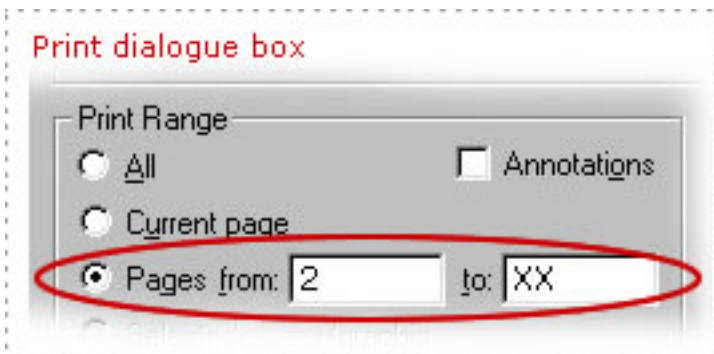 Print dialogue box
Print Range
All
Annotations
Current page
Pages from: 2 to: XX